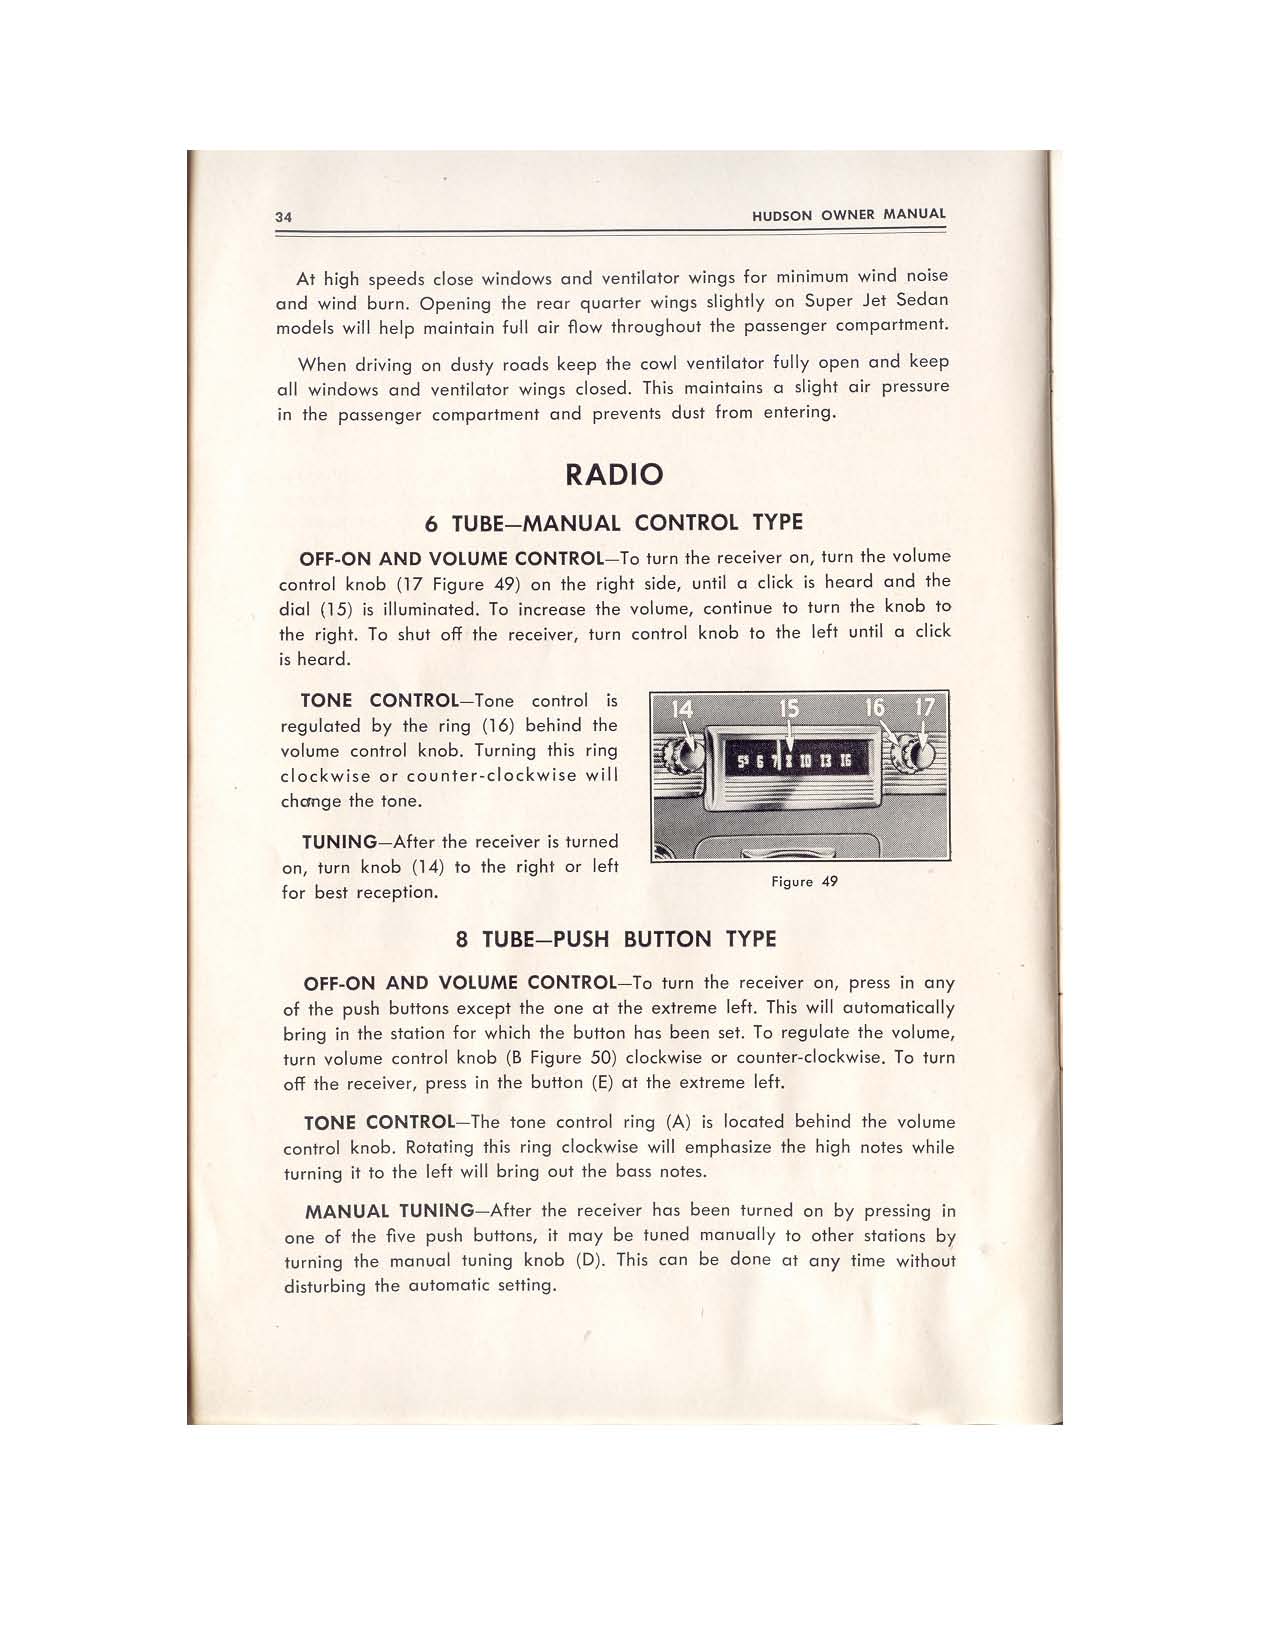 34 HUDSON OWNER MANUAL
At high speeds close windows and ventilator wings for minimum wind noise
and wind burn. Opening the rear quarter wings slightly on Super Jet Sedan
models will help maintain full air flow throughout the passenger compartment.
When driving on dusty roads keep the cowl ventilator fully open and keep
all windows and ventilator wings closed. This maintains a slight air pressure
in the passenger compartment and prevents dust from entering.
RADIO
6 TUBE—MANUAL CONTROL TYPE
OFF-ON AND VOLUME CONTROL—To turn the receiver on, turn the volume
control knob (17 Figure 49) on the right side, until a click is heard and the
dial (15) is illuminated. To increase the volume, continue to turn the knob to
the right. To shut off the receiver, turn control knob to the left until a click
is heard.
TONE CONTROL—Tone control is
regulated by the ring (16) behind the
volume control knob. Turning this ring
clockwise or counter-clockwise will
change the tone.
TUNING—After the receiver is turned
on, turn knob (14) to the right or left
for best reception.
14 15 16 17
5⁵ 6 7 8 10 13 16
Figure 49
8 TUBE—PUSH BUTTON TYPE
OFF-ON AND VOLUME CONTROL—To turn the receiver on, press in any
of the push buttons except the one at the extreme left. This will automatically
bring in the station for which the button has been set. To regulate the volume,
turn volume control knob (B Figure 50) clockwise or counter-clockwise. To turn
off the receiver, press in the button (E) at the extreme left.
TONE CONTROL—The tone control ring (A) is located behind the volume
control knob. Rotating this ring clockwise will emphasize the high notes while
turning it to the left will bring out the bass notes.
MANUAL TUNING—After the receiver has been turned on by pressing in
one of the five push buttons, it may be tuned manually to other stations by
turning the manual tuning knob (D). This can be done at any time without
disturbing the automatic setting.